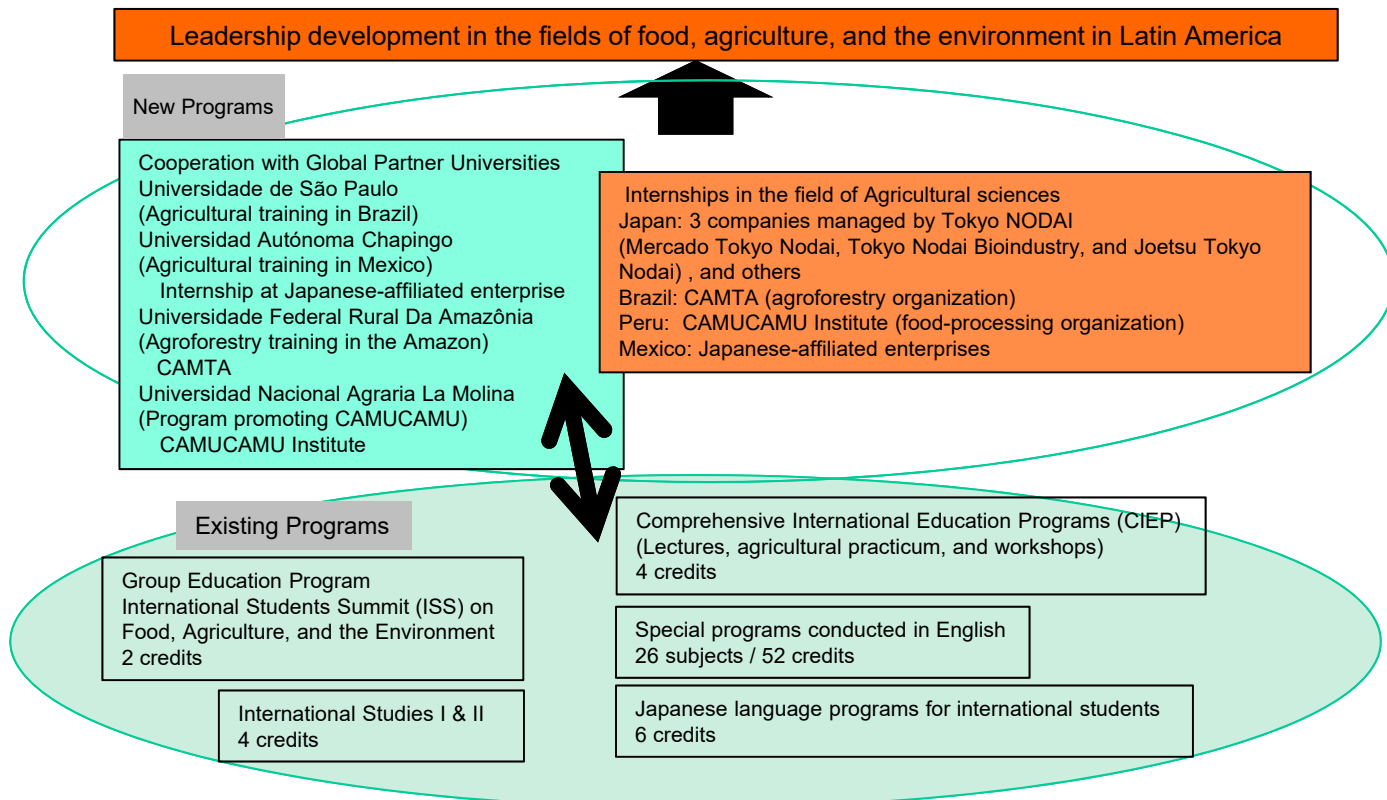 Leadership development in the fields of food, agriculture, and the environment in Latin America
New Programs
Cooperation with Global Partner Universities
Universidade de São Paulo
(Agricultural training in Brazil)
Universidad Autónoma Chapingo
(Agricultural training in Mexico)
Internship at Japanese-affiliated enterprise
Universidade Federal Rural Da Amazônia
(Agroforestry training in the Amazon)
CAMTA
Universidad Nacional Agraria La Molina
(Program promoting CAMUCAMU)
CAMUCAMU Institute
Internships in the field of Agricultural sciences
Japan: 3 companies managed by Tokyo NODAI
(Mercado Tokyo Nodai, Tokyo Nodai Bioindustry, and Joetsu Tokyo
Nodai) , and others
Brazil: CAMTA (agroforestry organization)
Peru: CAMUCAMU Institute (food-processing organization)
Mexico: Japanese-affiliated enterprises
Existing Programs
Group Education Program
International Students Summit (ISS) on
Food, Agriculture, and the Environment
2 credits
International Studies I & II
4 credits
Comprehensive International Education Programs (CIEP)
(Lectures, agricultural practicum, and workshops)
4 credits
Special programs conducted in English
26 subjects / 52 credits
Japanese language programs for international students
6 credits